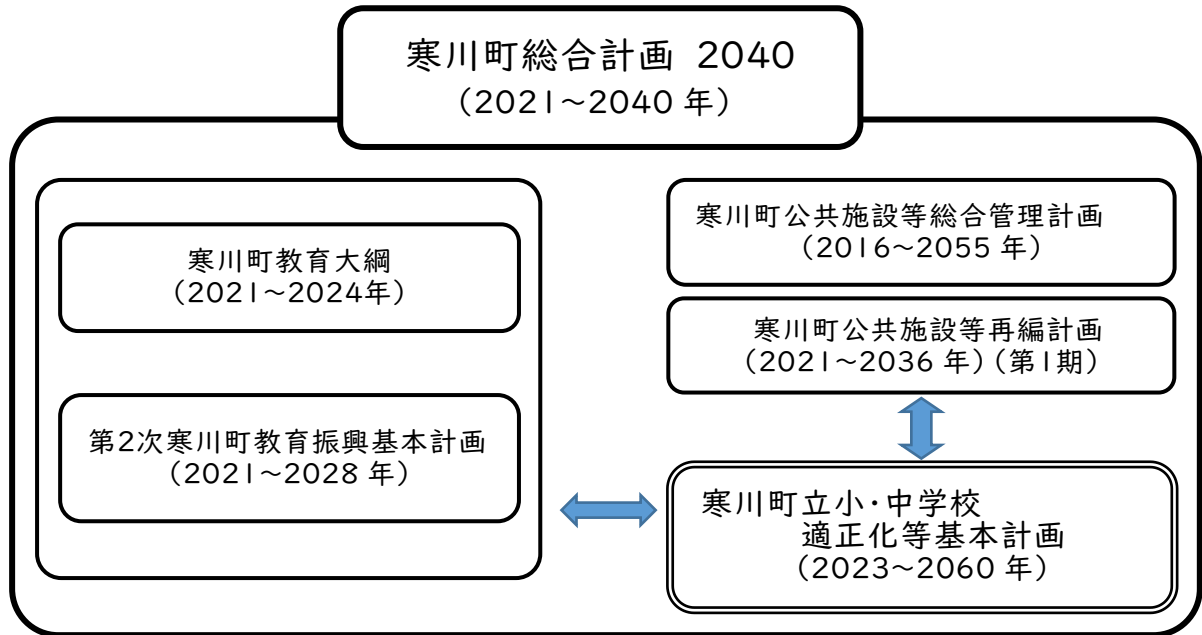 寒川町総合計画 2040
(2021~2040 年)
寒川町教育大綱
(2021~2024年)
第2次寒川町教育振興基本計画
(2021~2028 年)
寒川町公共施設等総合管理計画
(2016~2055 年)
寒川町公共施設等再編計画
(2021~2036 年)(第1期)
寒川町立小・中学校
適正化等基本計画
(2023~2060 年)